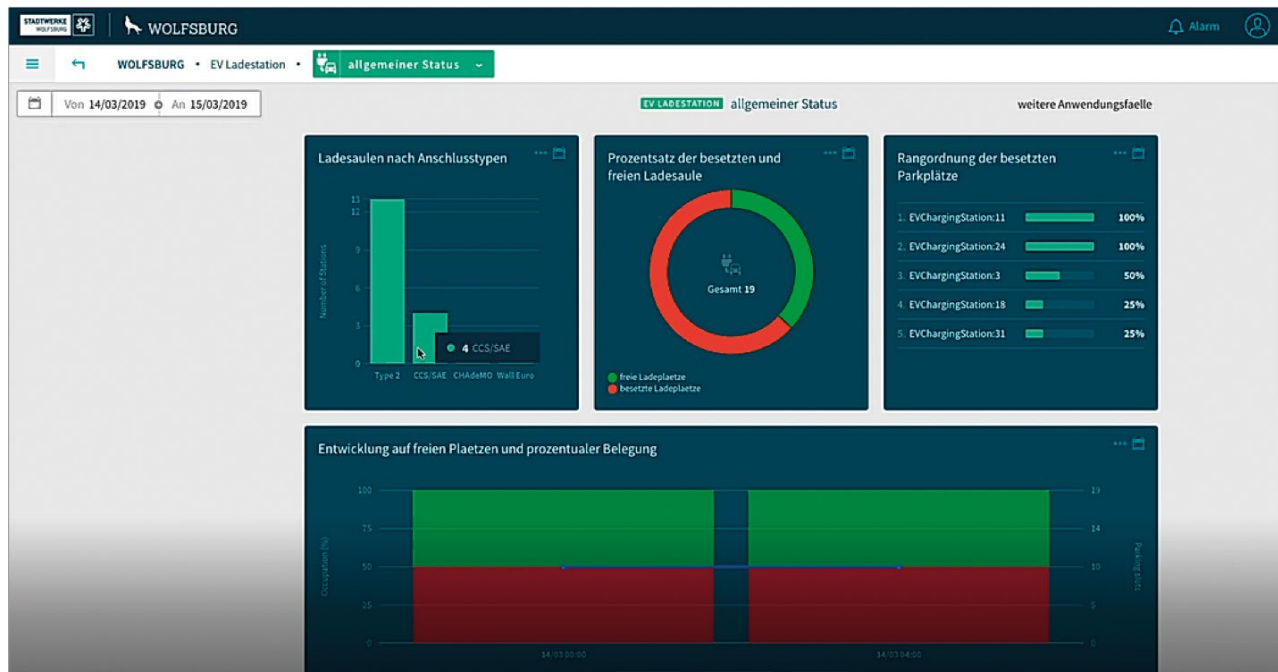 STADTWERKE
WOLFSBURG
WOLFSBURG
Alarm
WOLFSBURG • EV Ladestation • allgemeiner Status
Von 14/03/2019 An 15/03/2019
EV LADESTATION allgemeiner Status
weitere Anwendungsfaelle
Ladesaulen nach Anschlusstypen
13
12
9
6
3
0
Number of Stations
4 CCS/SAE
Type 2 CCS/SAE CHAdeMO Wall Euro
Prozentsatz der besetzten und
freien Ladesaule
Gesamt 19
freie Ladeplaetze
besetzte Ladeplaetze
Rangordnung der besetzten
Parkplätze
1. EVChargingStation:11 100%
2. EVChargingStation:24 100%
3. EVChargingStation:3 50%
4. EVChargingStation:18 25%
5. EVChargingStation:31 25%
Entwicklung auf freien Plaetzen und prozentualer Belegung
100
75
50
25
0
Occupation (%)
19
14
10
5
0
Parking slots
14/03 00:00
14/03 04:00